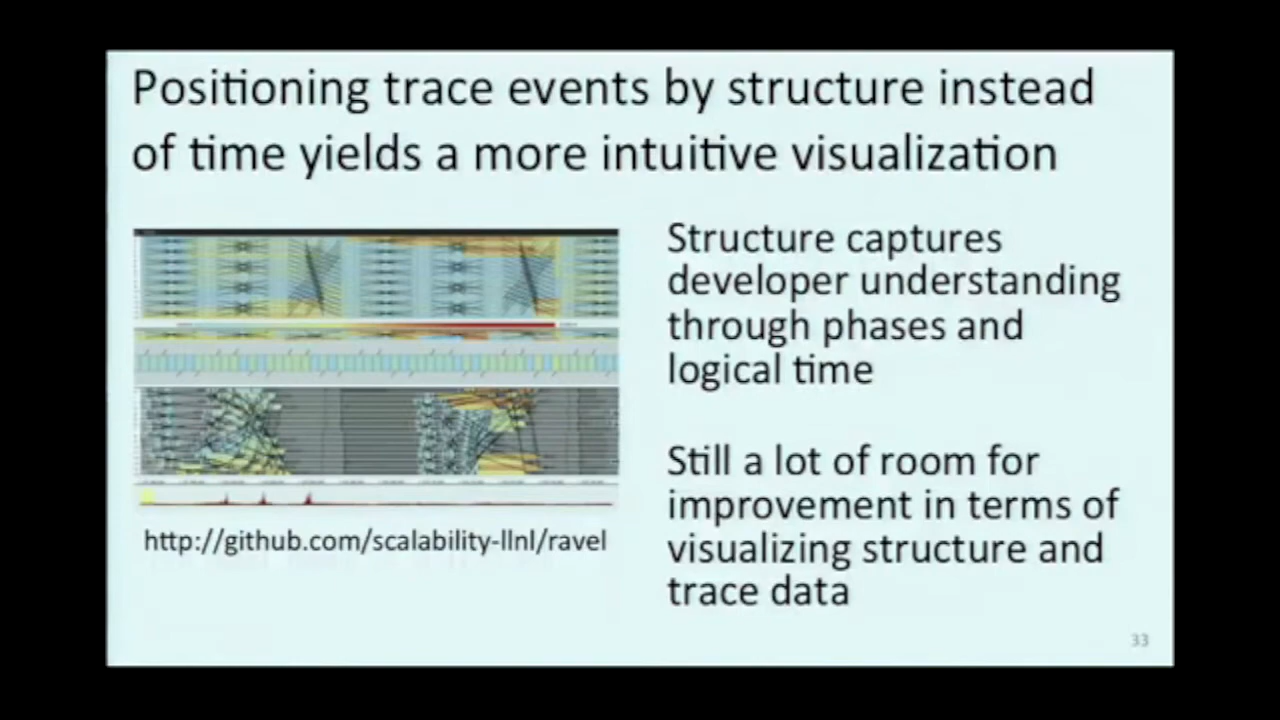 Positioning trace events by structure instead
of time yields a more intuitive visualization
Structure captures
developer understanding
through phases and
logical time
Still a lot of room for
improvement in terms of
visualizing structure and
trace data
http://github.com/scalability-llnl/ravel
33